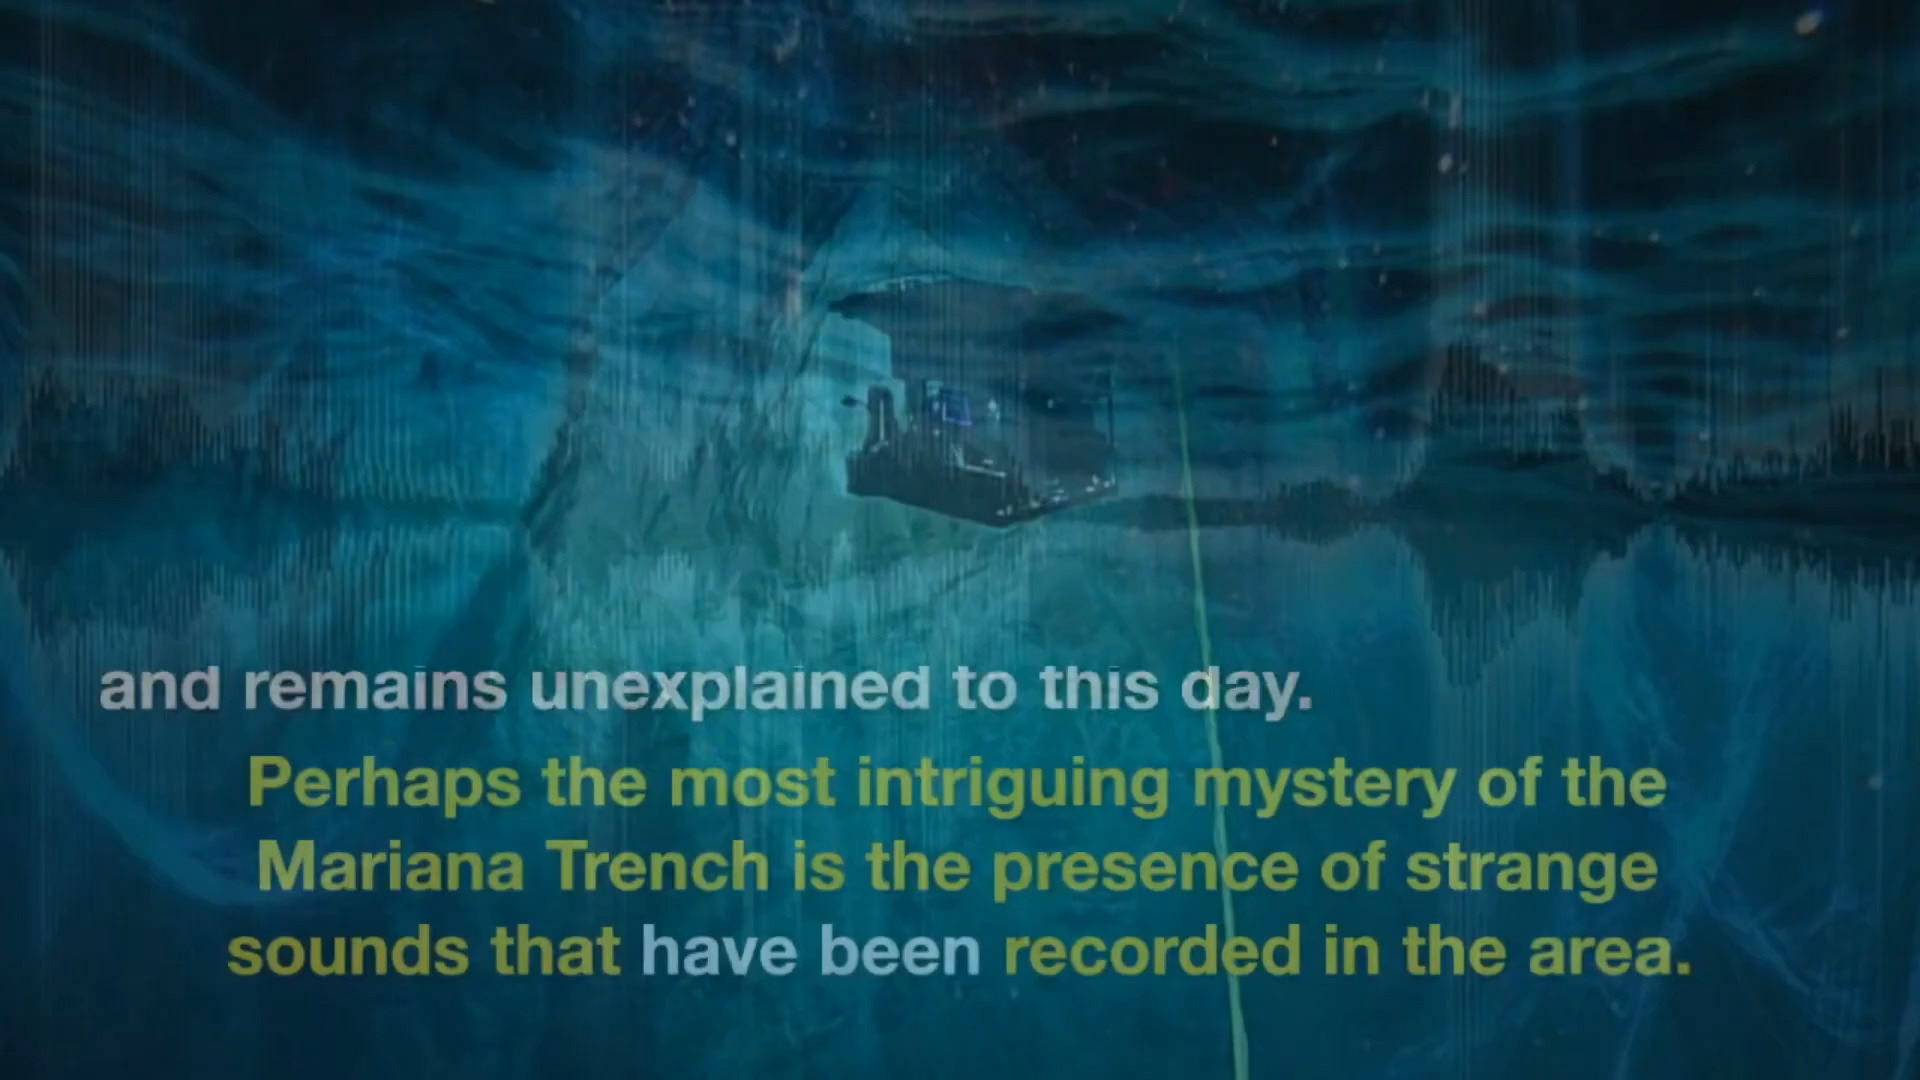 and remains unexplained to this day.
Perhaps the most intriguing mystery of the
Mariana Trench is the presence of strange
sounds that have been recorded in the area.